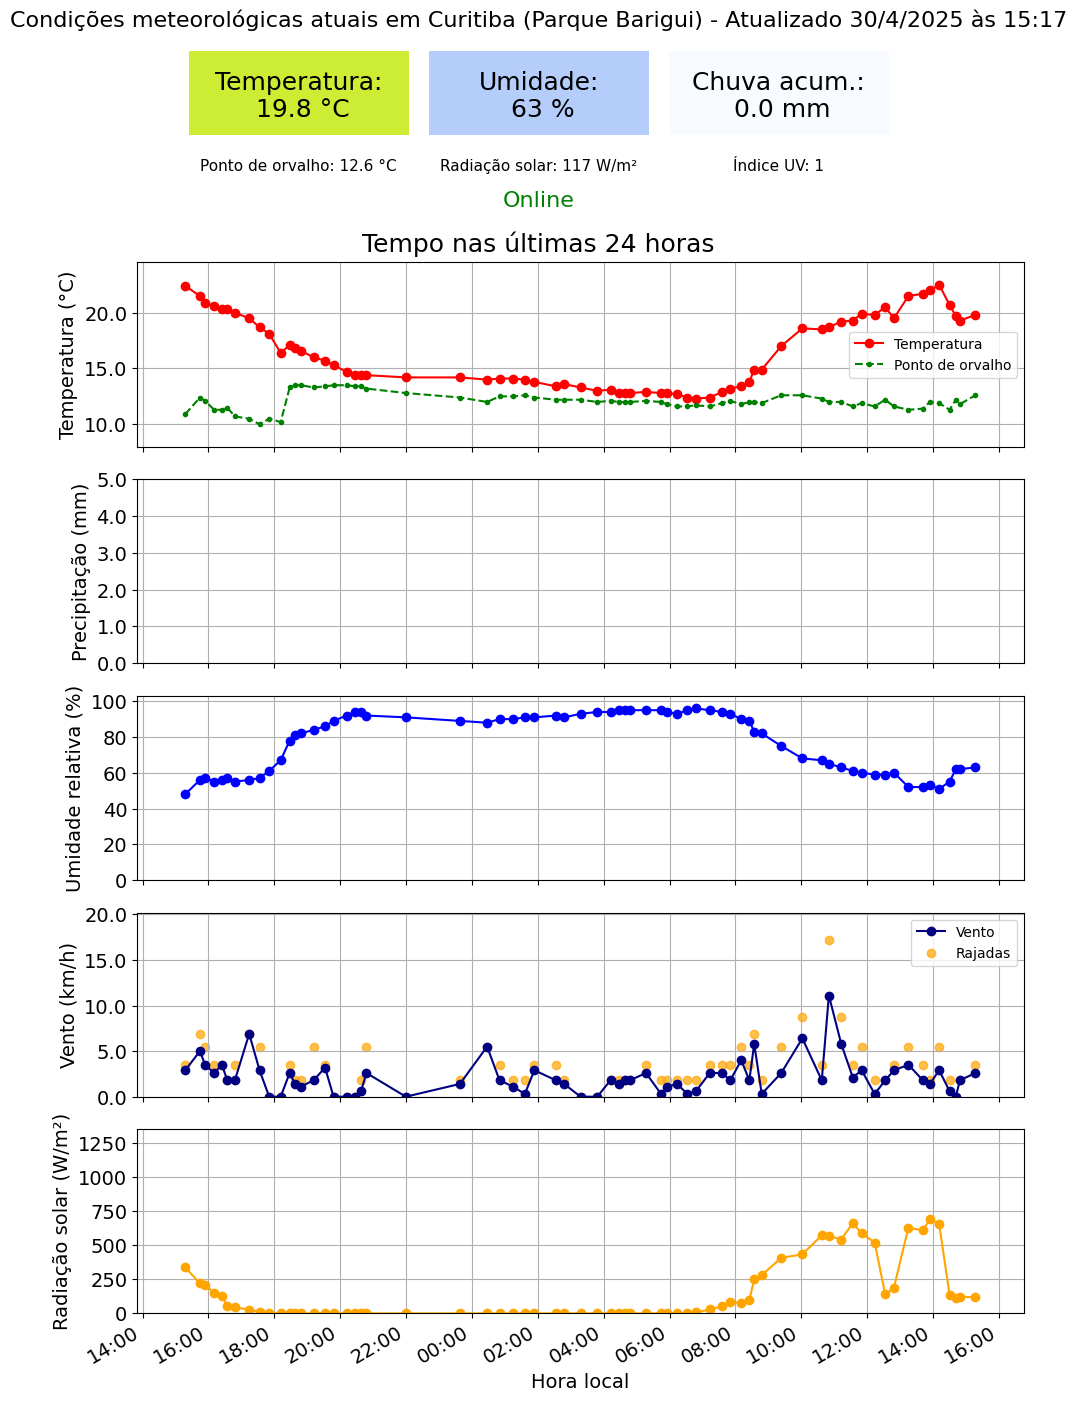 Condições meteorológicas atuais em Curitiba (Parque Barigui) - Atualizado 30/4/2025 às 15:17
Temperatura:
19.8 °C
Umidade:
63 %
Chuva acum.:
0.0 mm
Ponto de orvalho: 12.6 °C
Radiação solar: 117 W/m²
Índice UV: 1
Online
Tempo nas últimas 24 horas
Temperatura (°C)
20.0
15.0
10.0
Temperatura
Ponto de orvalho
Precipitação (mm)
5.0
4.0
3.0
2.0
1.0
0.0
Umidade relativa (%)
100
80
60
40
20
0
Vento (km/h)
20.0
15.0
10.0
5.0
0.0
Vento
Rajadas
Radiação solar (W/m²)
1250
1000
750
500
250
0
14:00
16:00
18:00
20:00
22:00
00:00
02:00
04:00
06:00
08:00
10:00
12:00
14:00
16:00
Hora local